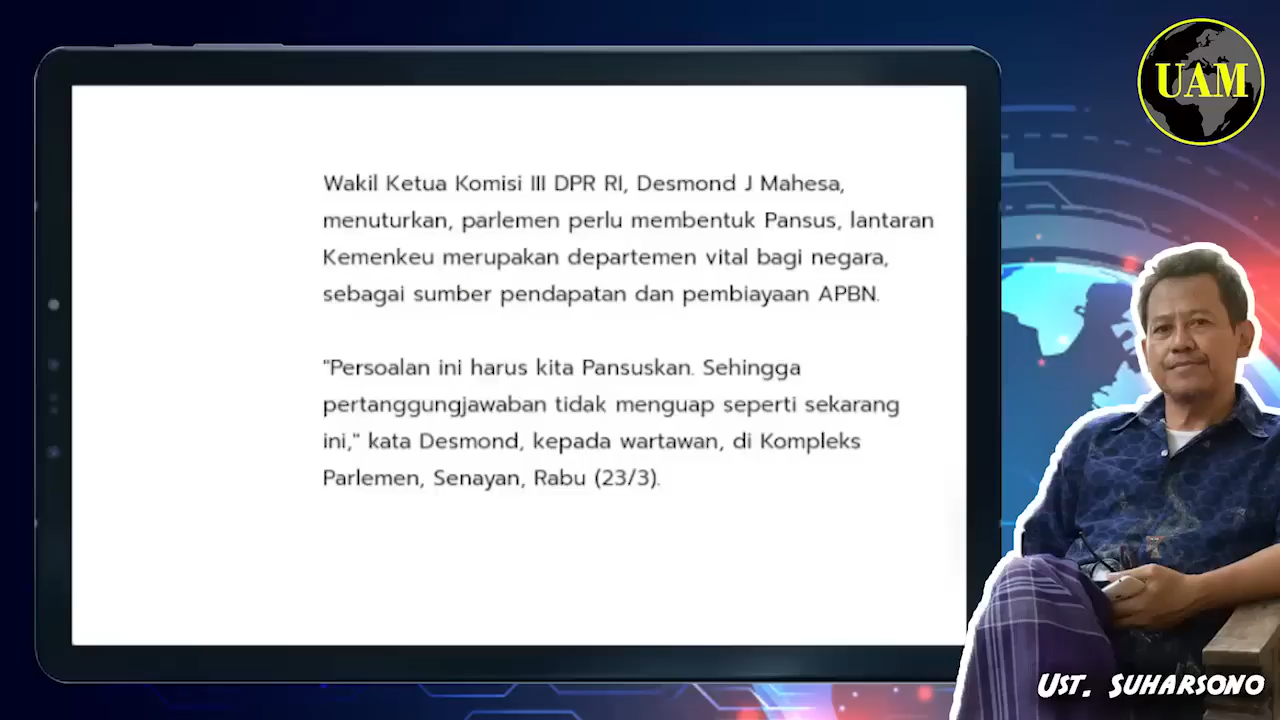 UAM
Wakil Ketua Komisi III DPR RI, Desmond J Mahesa,
menuturkan, parlemen perlu membentuk Pansus, lantaran
Kemenkeu merupakan departemen vital bagi negara,
sebagai sumber pendapatan dan pembiayaan APBN.
"Persoalan ini harus kita Pansuskan. Sehingga
pertanggungjawaban tidak menguap seperti sekarang
ini," kata Desmond, kepada wartawan, di Kompleks
Parlemen, Senayan, Rabu (23/3).
UST. SUHARSONO